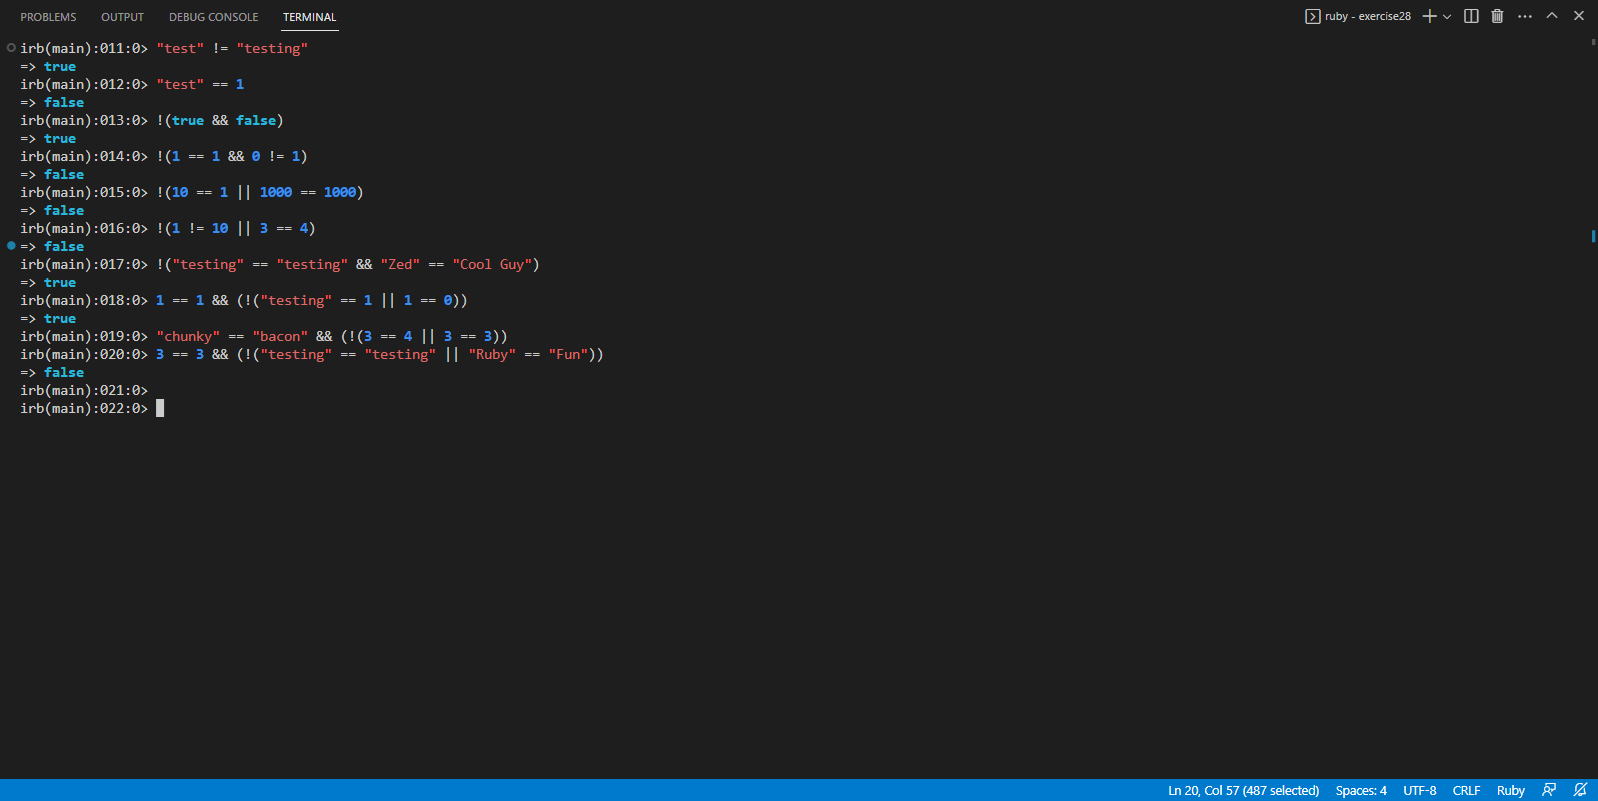 PROBLEMS OUTPUT DEBUG CONSOLE TERMINAL ruby - exercise28
irb(main):011:0> "test" != "testing"
=> true
irb(main):012:0> "test" == 1
=> false
irb(main):013:0> !(true && false)
=> true
irb(main):014:0> !(1 == 1 && 0 != 1)
=> false
irb(main):015:0> !(10 == 1 || 1000 == 1000)
=> false
irb(main):016:0> !(1 != 10 || 3 == 4)
=> false
irb(main):017:0> !("testing" == "testing" && "Zed" == "Cool Guy")
=> true
irb(main):018:0> 1 == 1 && (!("testing" == 1 || 1 == 0))
=> true
irb(main):019:0> "chunky" == "bacon" && (!(3 == 4 || 3 == 3))
irb(main):020:0> 3 == 3 && (!("testing" == "testing" || "Ruby" == "Fun"))
=> false
irb(main):021:0>
irb(main):022:0>
Ln 20, Col 57 (487 selected) Spaces: 4 UTF-8 CRLF Ruby